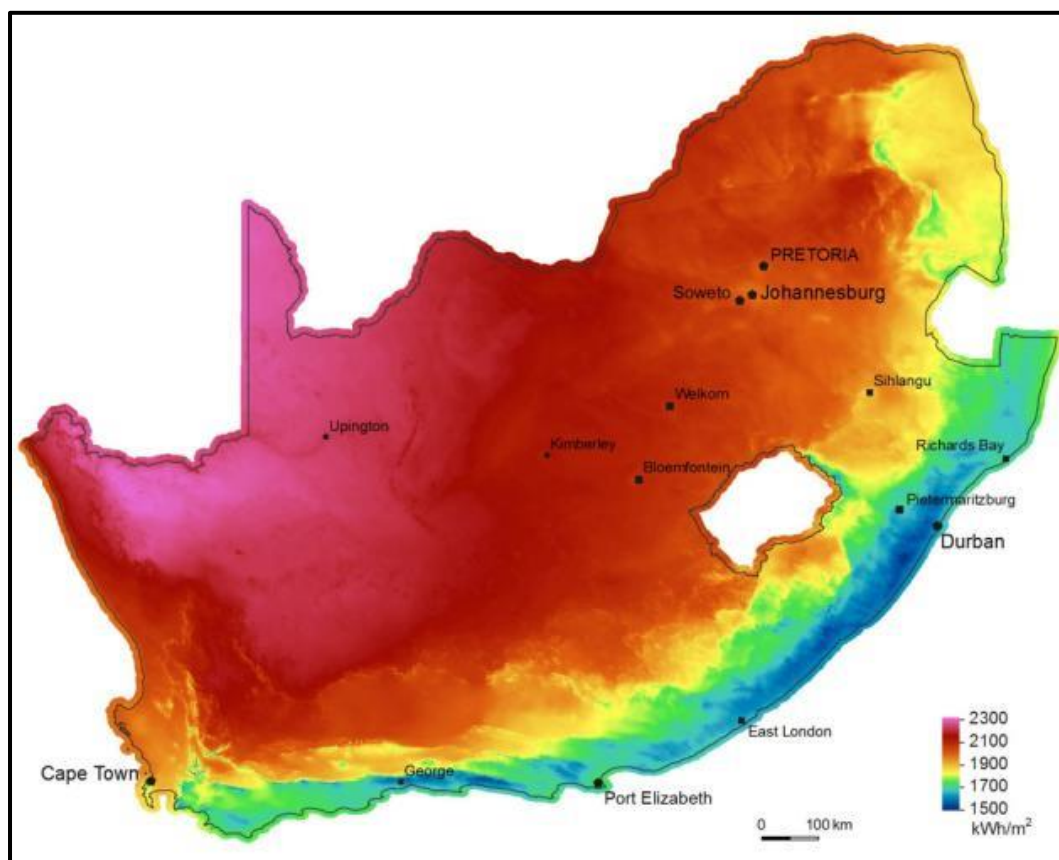 PRETORIA
Soweto
Johannesburg
Welkom
Sihlangu
Upington
Kimberley
Richards Bay
Bloemfontein
Pietermaritzburg
Durban
East London
Cape Town
George
Port Elizabeth
2300
2100
1900
1700
1500
kWh/m²
0 100 km